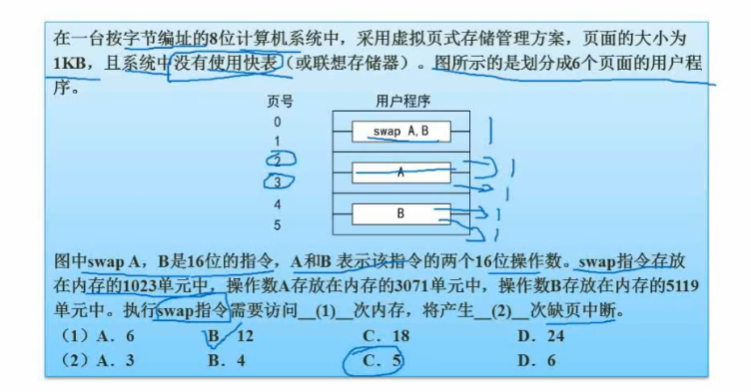 在一台按字节编址的8位计算机系统中，采用虚拟页式存储管理方案，页面的大小为
1KB，且系统中没有使用快表（或联想存储器）。图所示的是划分成6个页面的用户程
序。
页号 用户程序
0
swap A,B
1
2
A
3
4
B
5
图中swap A，B是16位的指令，A和B 表示该指令的两个16位操作数。swap指令存放
在内存的1023单元中，操作数A存放在内存的3071单元中，操作数B存放在内存的5119
单元中。执行swap指令需要访问__(1)__次内存，将产生__(2)__次缺页中断。
（1）A．6 B．12 C．18 D．24
（2）A．3 B．4 C．5 D．6